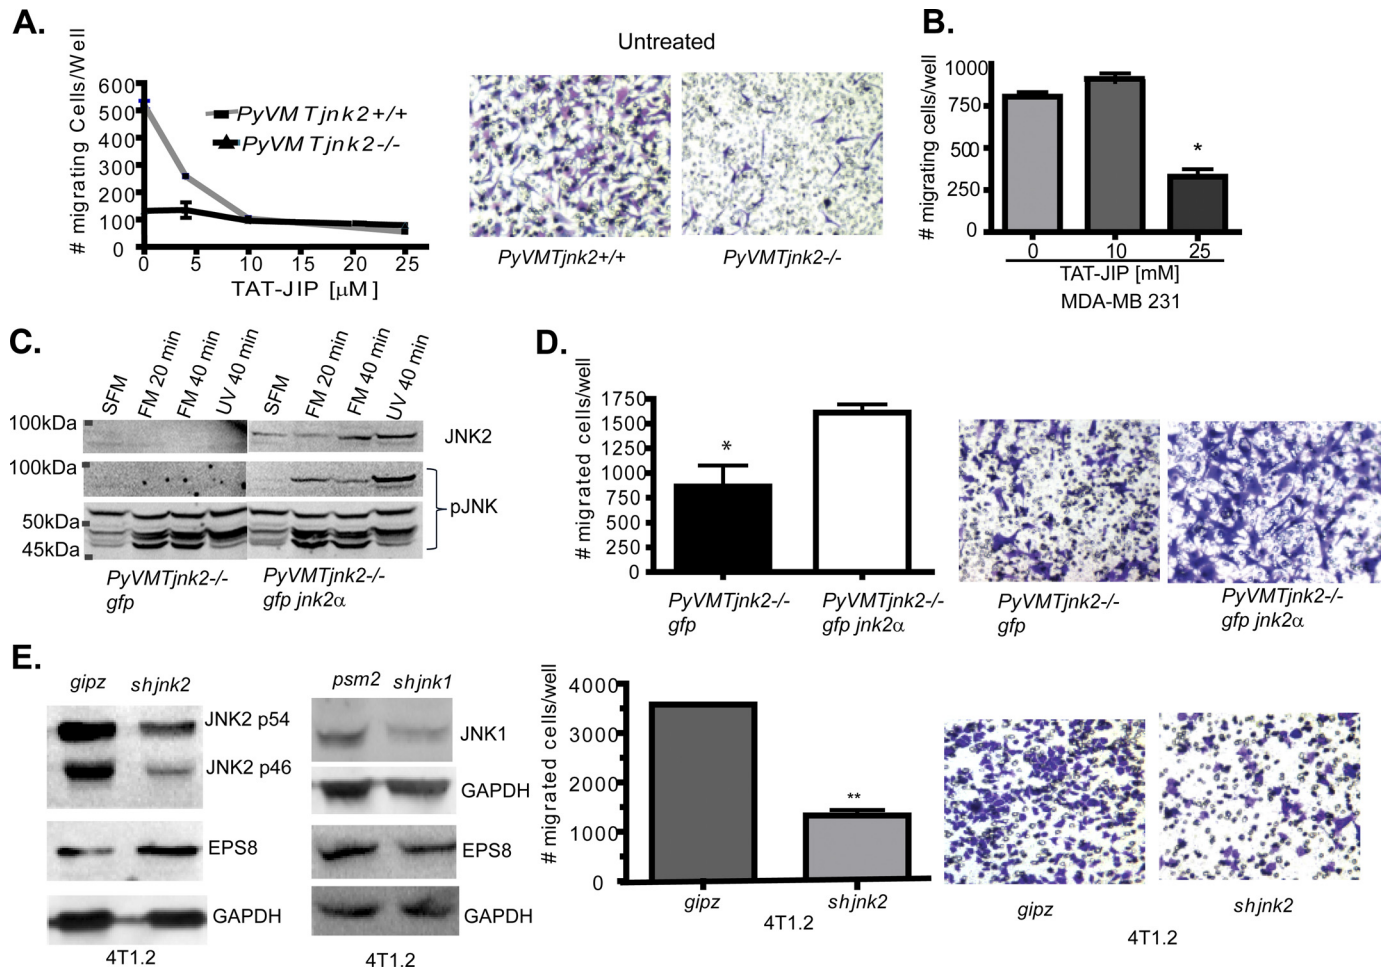 A.
# migrating Cells/Well
600
500
400
300
200
100
0
0 5 10 15 20 25
TAT-JIP [µM]
PyVM Tjnk2+/+
PyVM Tjnk2-/-
Untreated
PyVMTjnk2+/+ PyVMTjnk2-/-
B.
# migrating cells/well
1000
750
500
250
0
*
0 10 25
TAT-JIP [mM]
MDA-MB 231
C.
SFM FM 20 min FM 40 min UV 40 min SFM FM 20 min FM 40 min UV 40 min
100kDa JNK2
100kDa
pJNK
50kDa
45kDa
PyVMTjnk2-/- PyVMTjnk2-/-
gfp gfp jnk2α
D.
# migrated cells/well
1750
1500
1250
1000
750
500
250
0
*
PyVMTjnk2-/- PyVMTjnk2-/-
gfp gfp jnk2α
PyVMTjnk2-/- PyVMTjnk2-/-
gfp gfp jnk2α
E.
gipz shjnk2
JNK2 p54
JNK2 p46
EPS8
GAPDH
4T1.2
psm2 shjnk1
JNK1
GAPDH
EPS8
GAPDH
4T1.2
# migrated cells/well
4000
3000
2000
1000
0
**
gipz shjnk2
4T1.2
gipz shjnk2
4T1.2